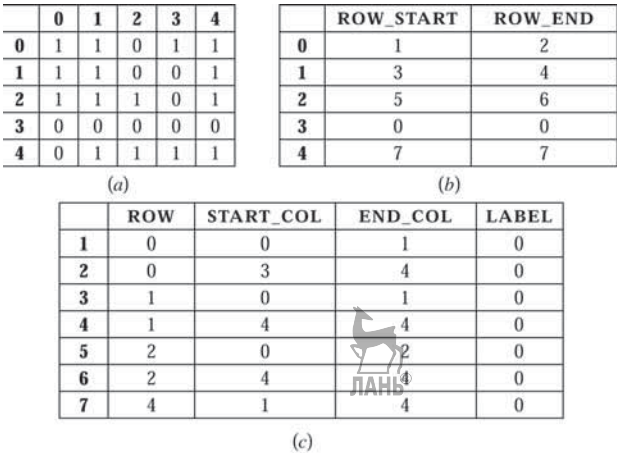 0 1 2 3 4
0 1 1 0 1 1
1 1 1 0 0 1
2 1 1 1 0 1
3 0 0 0 0 0
4 0 1 1 1 1
(a)
ROW_START ROW_END
0 1 2
1 3 4
2 5 6
3 0 0
4 7 7
(b)
ROW START_COL END_COL LABEL
1 0 0 1 0
2 0 3 4 0
3 1 0 1 0
4 1 4 4 0
5 2 0 2 0
6 2 4 4 0
7 4 1 4 0
ЛАНЬ®
(c)